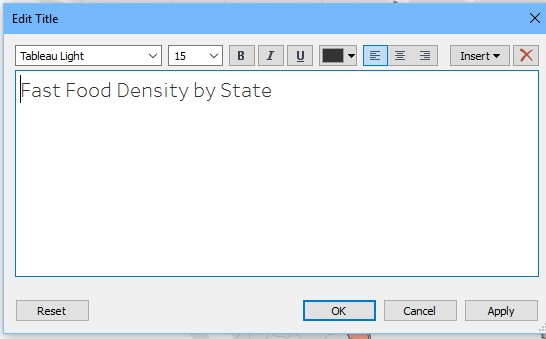 Edit Title
Tableau Light 15 B I U Insert
Fast Food Density by State
Reset OK Cancel Apply